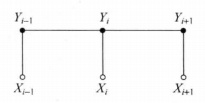 Y_{i-1} Y_i Y_{i+1}
X_{i-1} X_i X_{i+1}